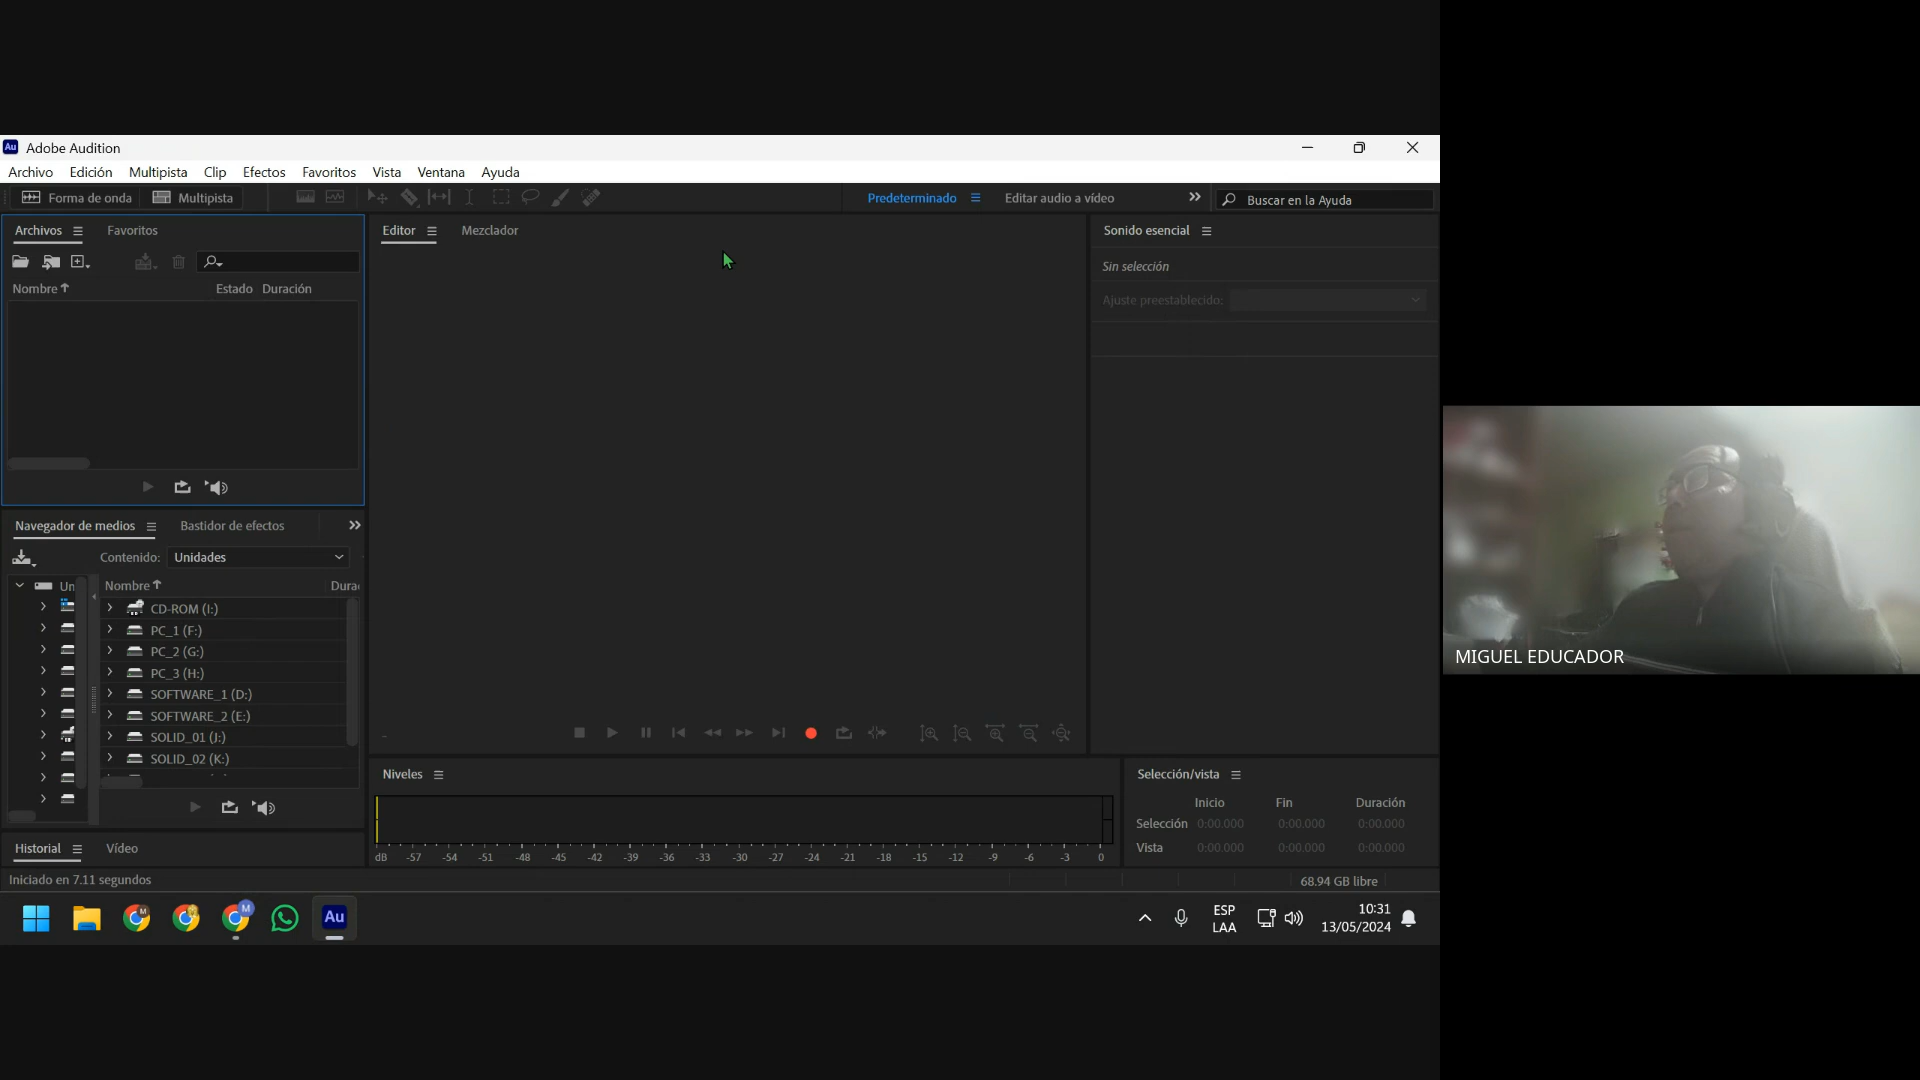 Au Adobe Audition
Archivo Edición Multipista Clip Efectos Favoritos Vista Ventana Ayuda
Forma de onda Multipista Predeterminado Editar audio a vídeo Buscar en la Ayuda
Archivos Favoritos
Nombre Estado Duración
Editor Mezclador
Sonido esencial
Sin selección
Ajuste preestablecido:
Navegador de medios Bastidor de efectos
Contenido: Unidades
Un
Nombre Durac
CD-ROM (I:)
PC_1 (F:)
PC_2 (G:)
PC_3 (H:)
SOFTWARE_1 (D:)
SOFTWARE_2 (E:)
SOLID_01 (J:)
SOLID_02 (K:)
Historial Vídeo
Niveles
dB -57 -54 -51 -48 -45 -42 -39 -36 -33 -30 -27 -24 -21 -18 -15 -12 -9 -6 -3 0
Selección/vista
Inicio Fin Duración
Selección 0:00.000 0:00.000 0:00.000
Vista 0:00.000 0:00.000 0:00.000
Iniciado en 7.11 segundos
68.94 GB libre
M M Au
ESP
LAA
10:31
13/05/2024
MIGUEL EDUCADOR